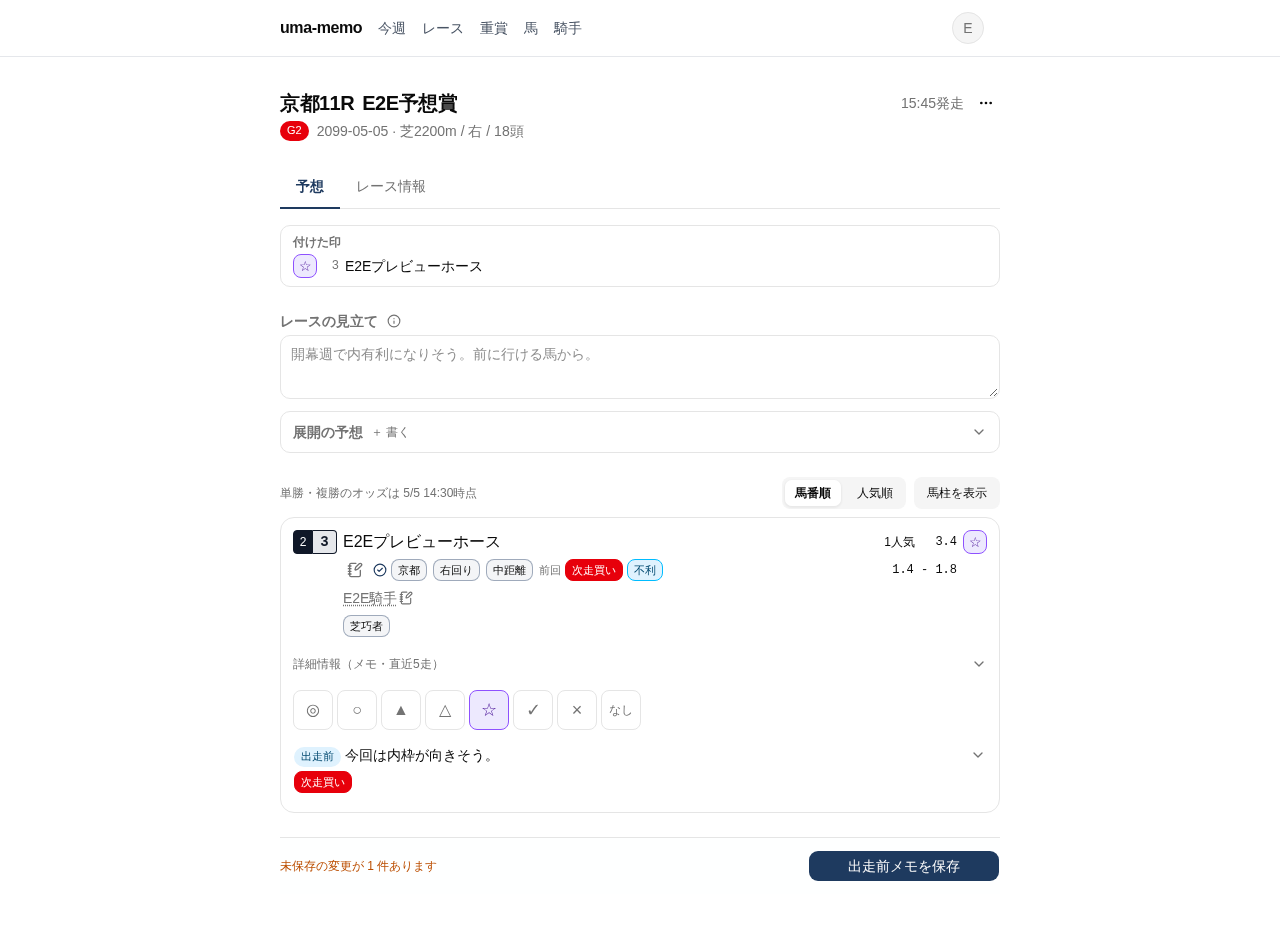 uma-memo 今週 レース 重賞 馬 騎手 E
京都11R E2E予想賞 15:45発走
G2 2099-05-05 · 芝2200m / 右 / 18頭
予想 レース情報
付けた印
☆ 3 E2Eプレビューホース
レースの見立て
開幕週で内有利になりそう。前に行ける馬から。
展開の予想 + 書く
単勝・複勝のオッズは 5/5 14:30時点 馬番順 人気順 馬柱を表示
2 3 E2Eプレビューホース 1人気 3.4 ☆
京都 右回り 中距離 前回 次走買い 不利 1.4 - 1.8
E2E騎手
芝巧者
詳細情報（メモ・直近5走）
◎ ○ ▲ △ ☆ ✓ × なし
出走前 今回は内枠が向きそう。
次走買い
未保存の変更が 1 件あります 出走前メモを保存